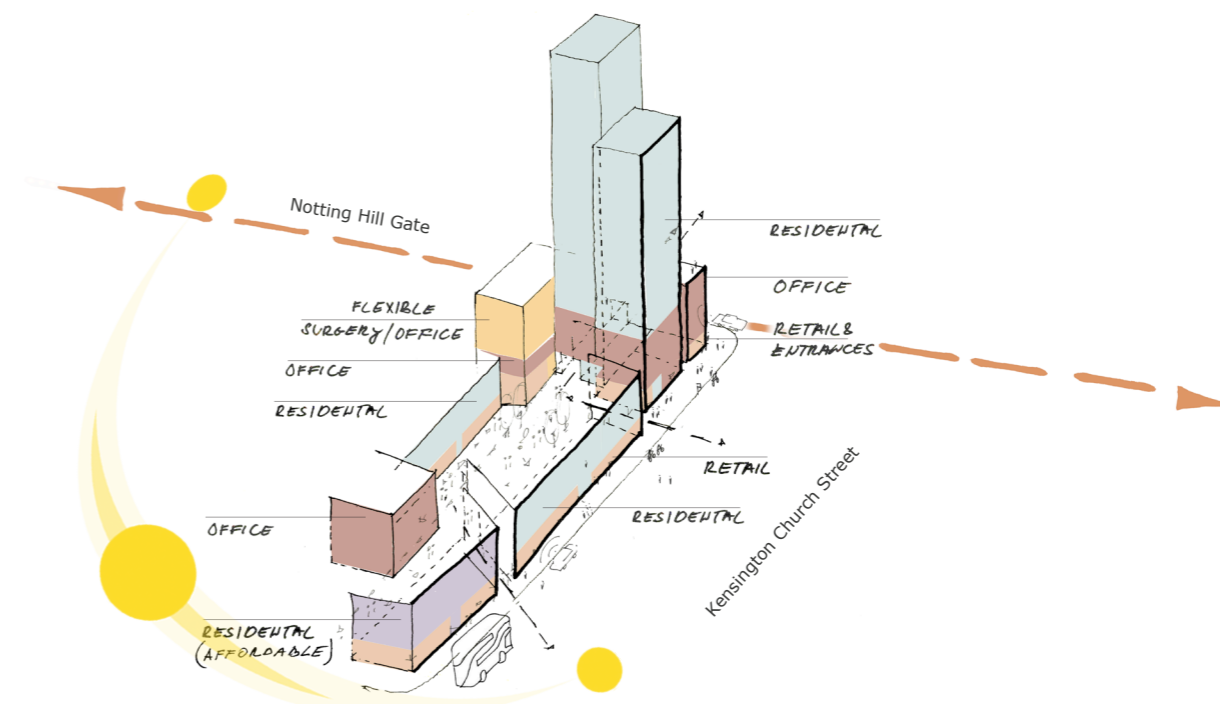 Notting Hill Gate
RESIDENTAL
OFFICE
FLEXIBLE
SURGERY/OFFICE
RETAIL &
ENTRANCES
OFFICE
RESIDENTAL
RETAIL
RESIDENTAL
OFFICE
Kensington Church Street
RESIDENTAL
(AFFORDABLE)